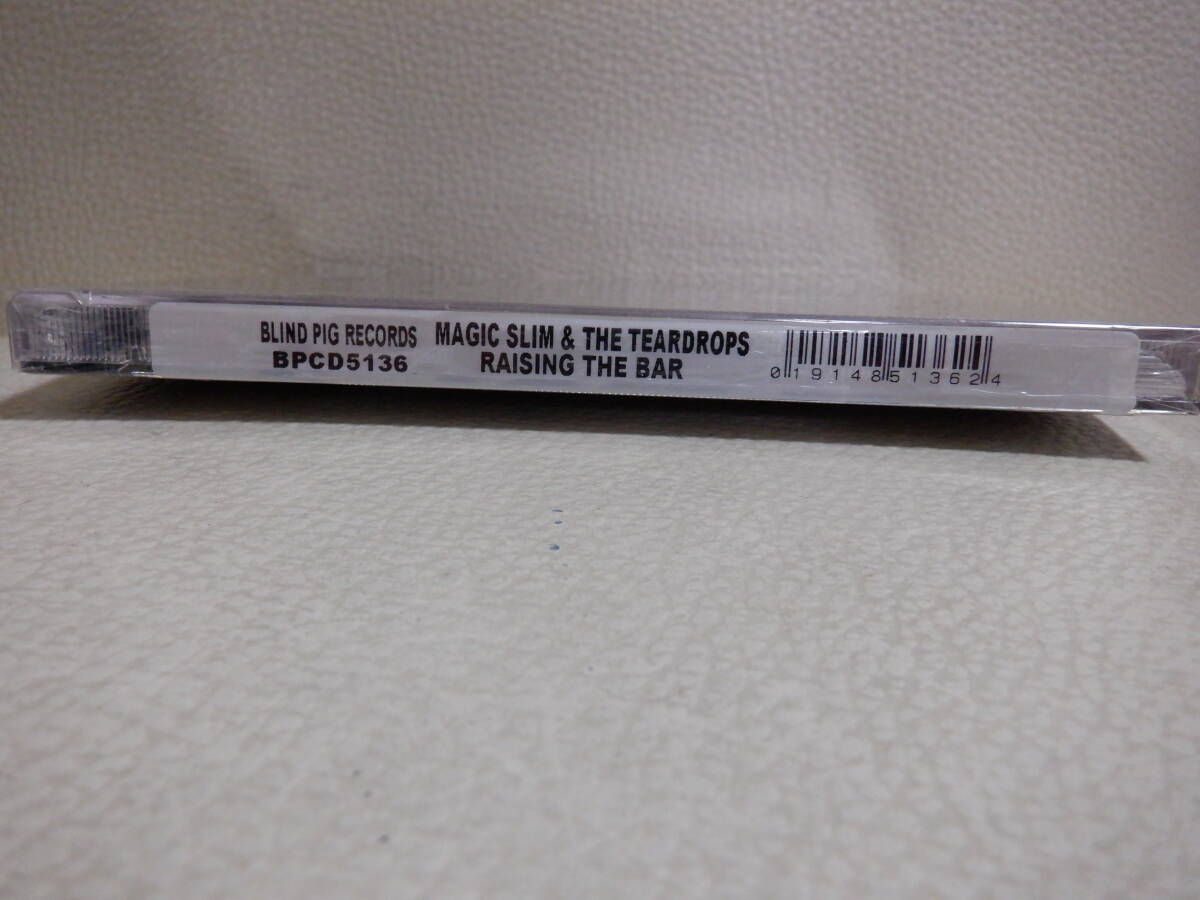 BLIND PIG RECORDS
BPCD5136
MAGIC SLIM & THE TEARDROPS
RAISING THE BAR
0 19148 51362 4